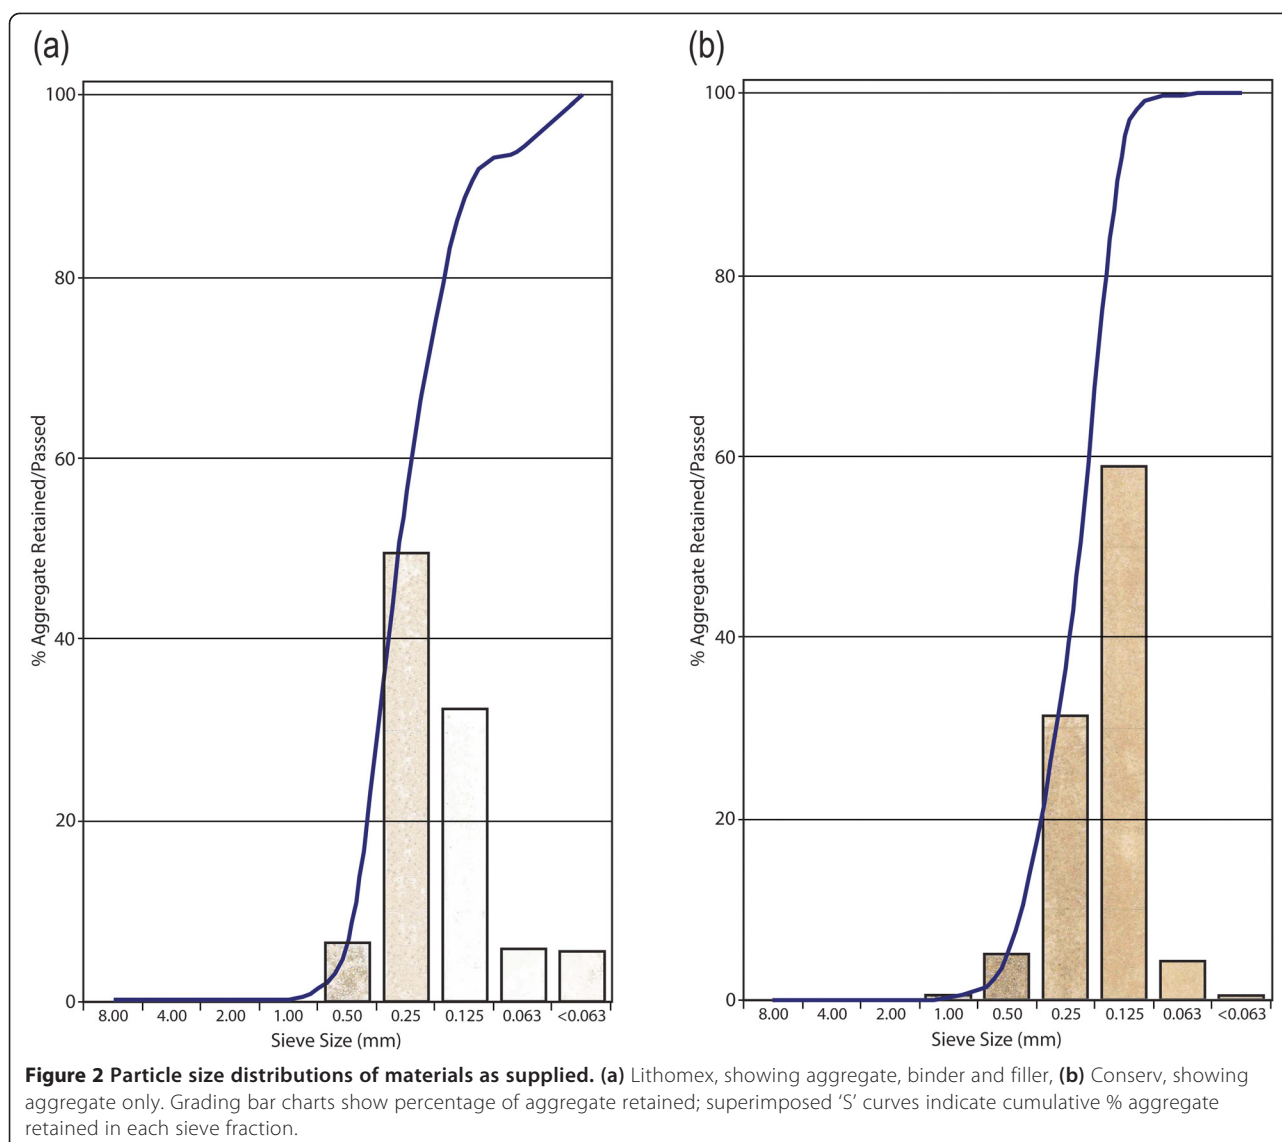 (a)
(b)
% Aggregate Retained/Passed
100
80
60
40
20
0
8.00 4.00 2.00 1.00 0.50 0.25 0.125 0.063 <0.063
Sieve Size (mm)
% Aggregate Retained/Passed
100
80
60
40
20
0
8.00 4.00 2.00 1.00 0.50 0.25 0.125 0.063 <0.063
Sieve Size (mm)
Figure 2 Particle size distributions of materials as supplied. (a) Lithomex, showing aggregate, binder and filler, (b) Conserv, showing
aggregate only. Grading bar charts show percentage of aggregate retained; superimposed ‘S’ curves indicate cumulative % aggregate
retained in each sieve fraction.